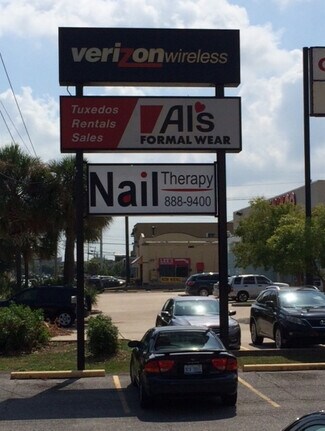 verizonwireless
Tuxedos
Rentals
Sales
Al's
FORMAL WEAR
Nail Therapy
888-9400